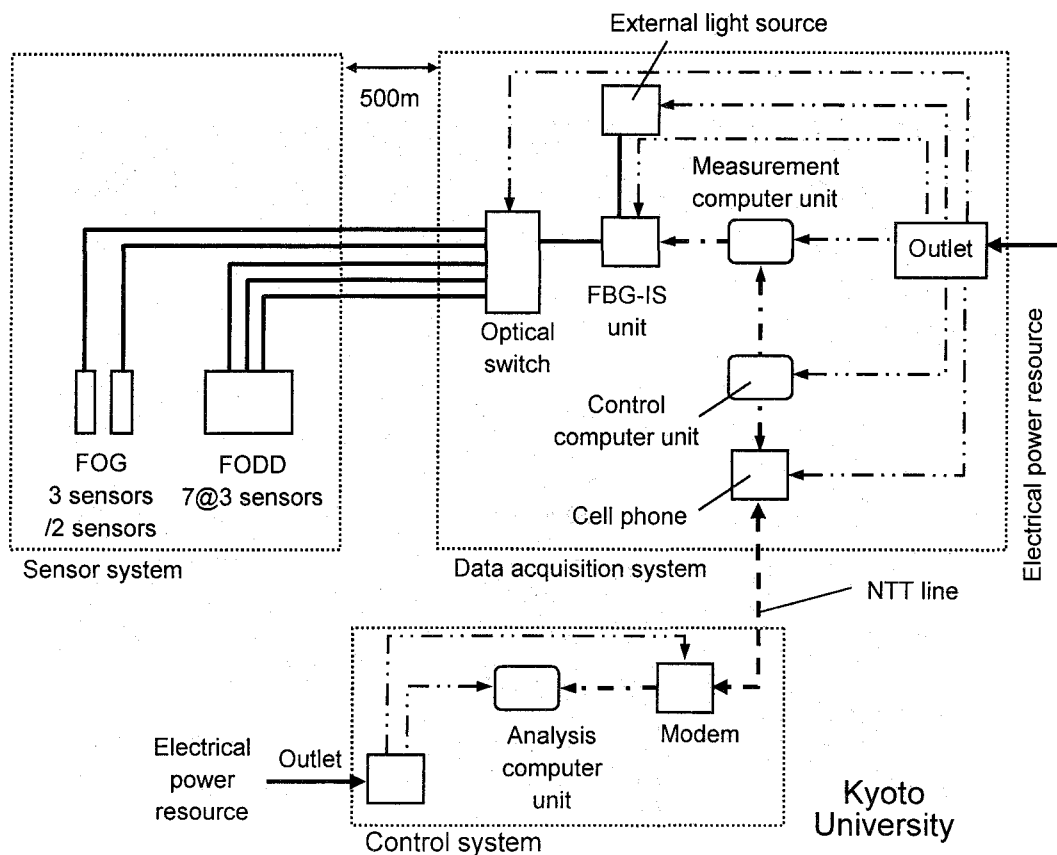 External light source
500m
Measurement
computer unit
Outlet
FBG-IS
unit
Optical
switch
Control
computer unit
Cell phone
FOG
3 sensors
/2 sensors
FODD
7@3 sensors
Sensor system
Data acquisition system
Electrical power resource
NTT line
Analysis
computer
unit
Modem
Electrical
power
resource
Outlet
Control system
Kyoto
University